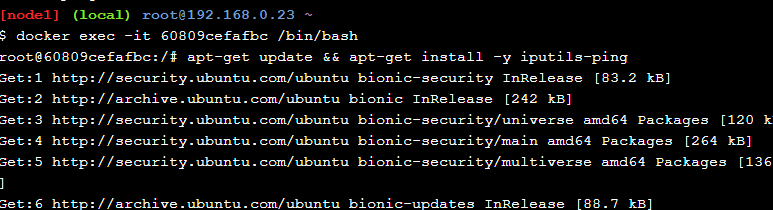 [node1] (local) root@192.168.0.23 ~
$ docker exec -it 60809cefafbc /bin/bash
root@60809cefafbc:/# apt-get update && apt-get install -y iputils-ping
Get:1 http://security.ubuntu.com/ubuntu bionic-security InRelease [83.2 kB]
Get:2 http://archive.ubuntu.com/ubuntu bionic InRelease [242 kB]
Get:3 http://security.ubuntu.com/ubuntu bionic-security/universe amd64 Packages [120 k
Get:4 http://security.ubuntu.com/ubuntu bionic-security/main amd64 Packages [264 kB]
Get:5 http://security.ubuntu.com/ubuntu bionic-security/multiverse amd64 Packages [136
]
Get:6 http://archive.ubuntu.com/ubuntu bionic-updates InRelease [88.7 kB]